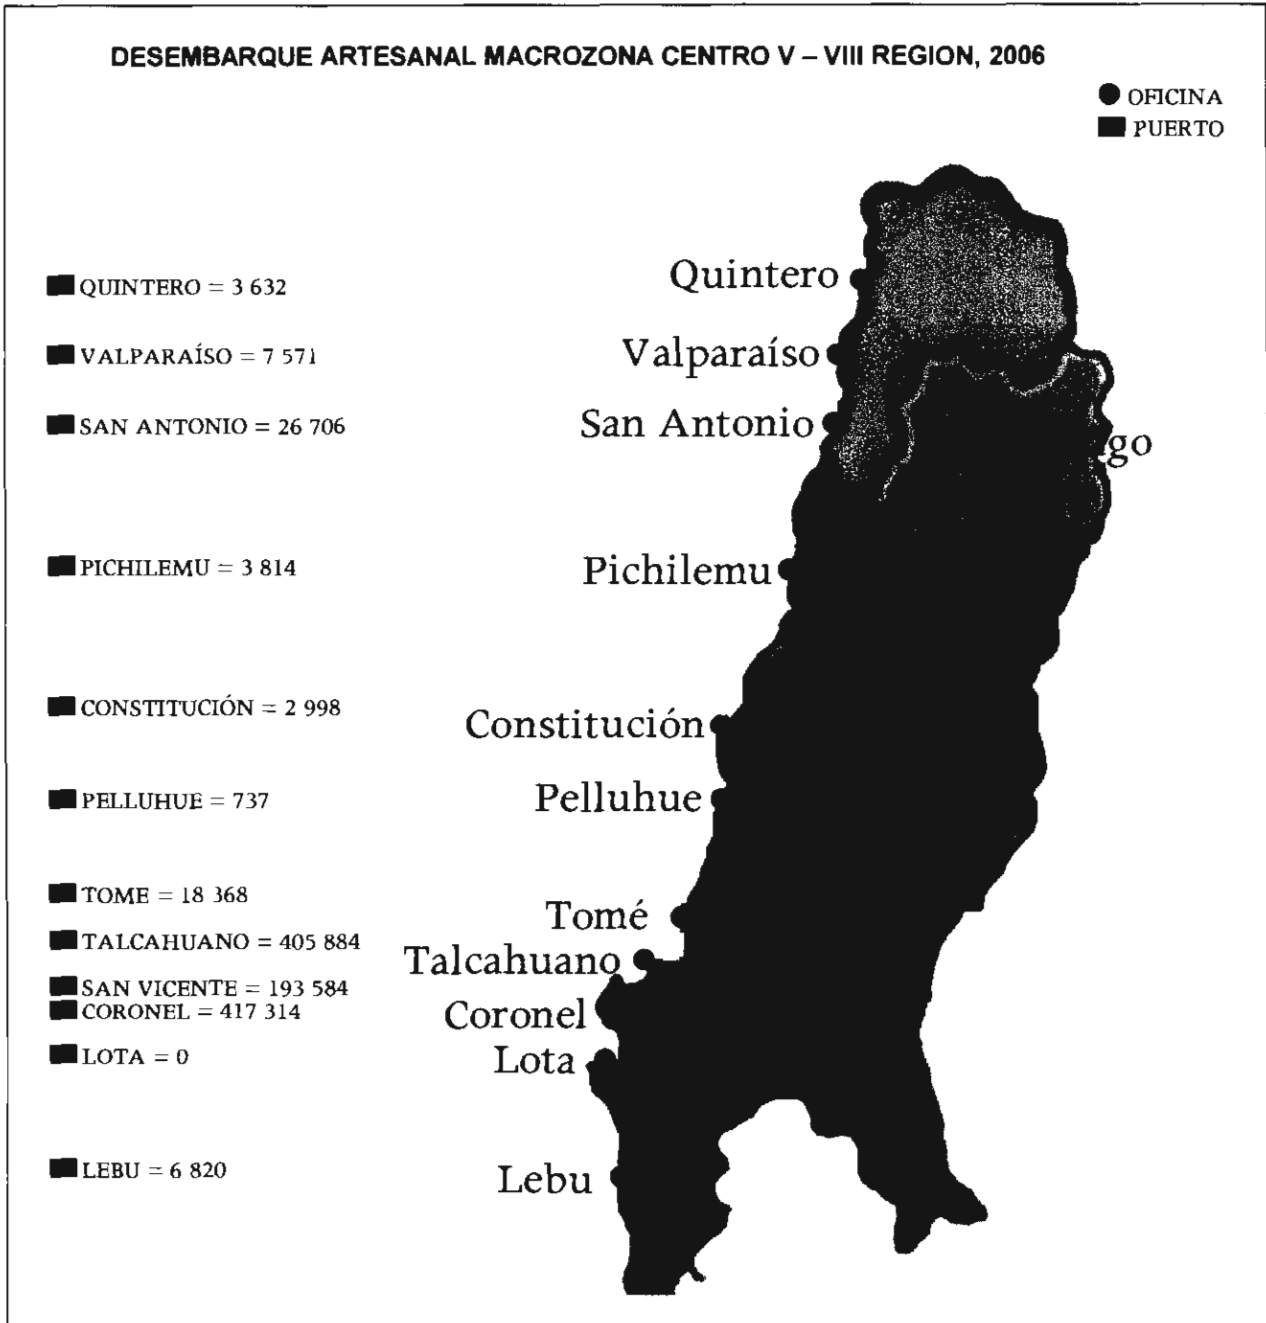 DESEMBARQUE ARTESANAL MACROZONA CENTRO V – VIII REGION, 2006
OFICINA
PUERTO
QUINTERO = 3 632
VALPARAÍSO = 7 571
SAN ANTONIO = 26 706
PICHILEMU = 3 814
CONSTITUCIÓN = 2 998
PELLUHUE = 737
TOME = 18 368
TALCAHUANO = 405 884
SAN VICENTE = 193 584
CORONEL = 417 314
LOTA = 0
LEBU = 6 820
Quintero
Valparaíso
San Antonio
go
Pichilemu
Constitución
Pelluhue
Tomé
Talcahuano
Coronel
Lota
Lebu